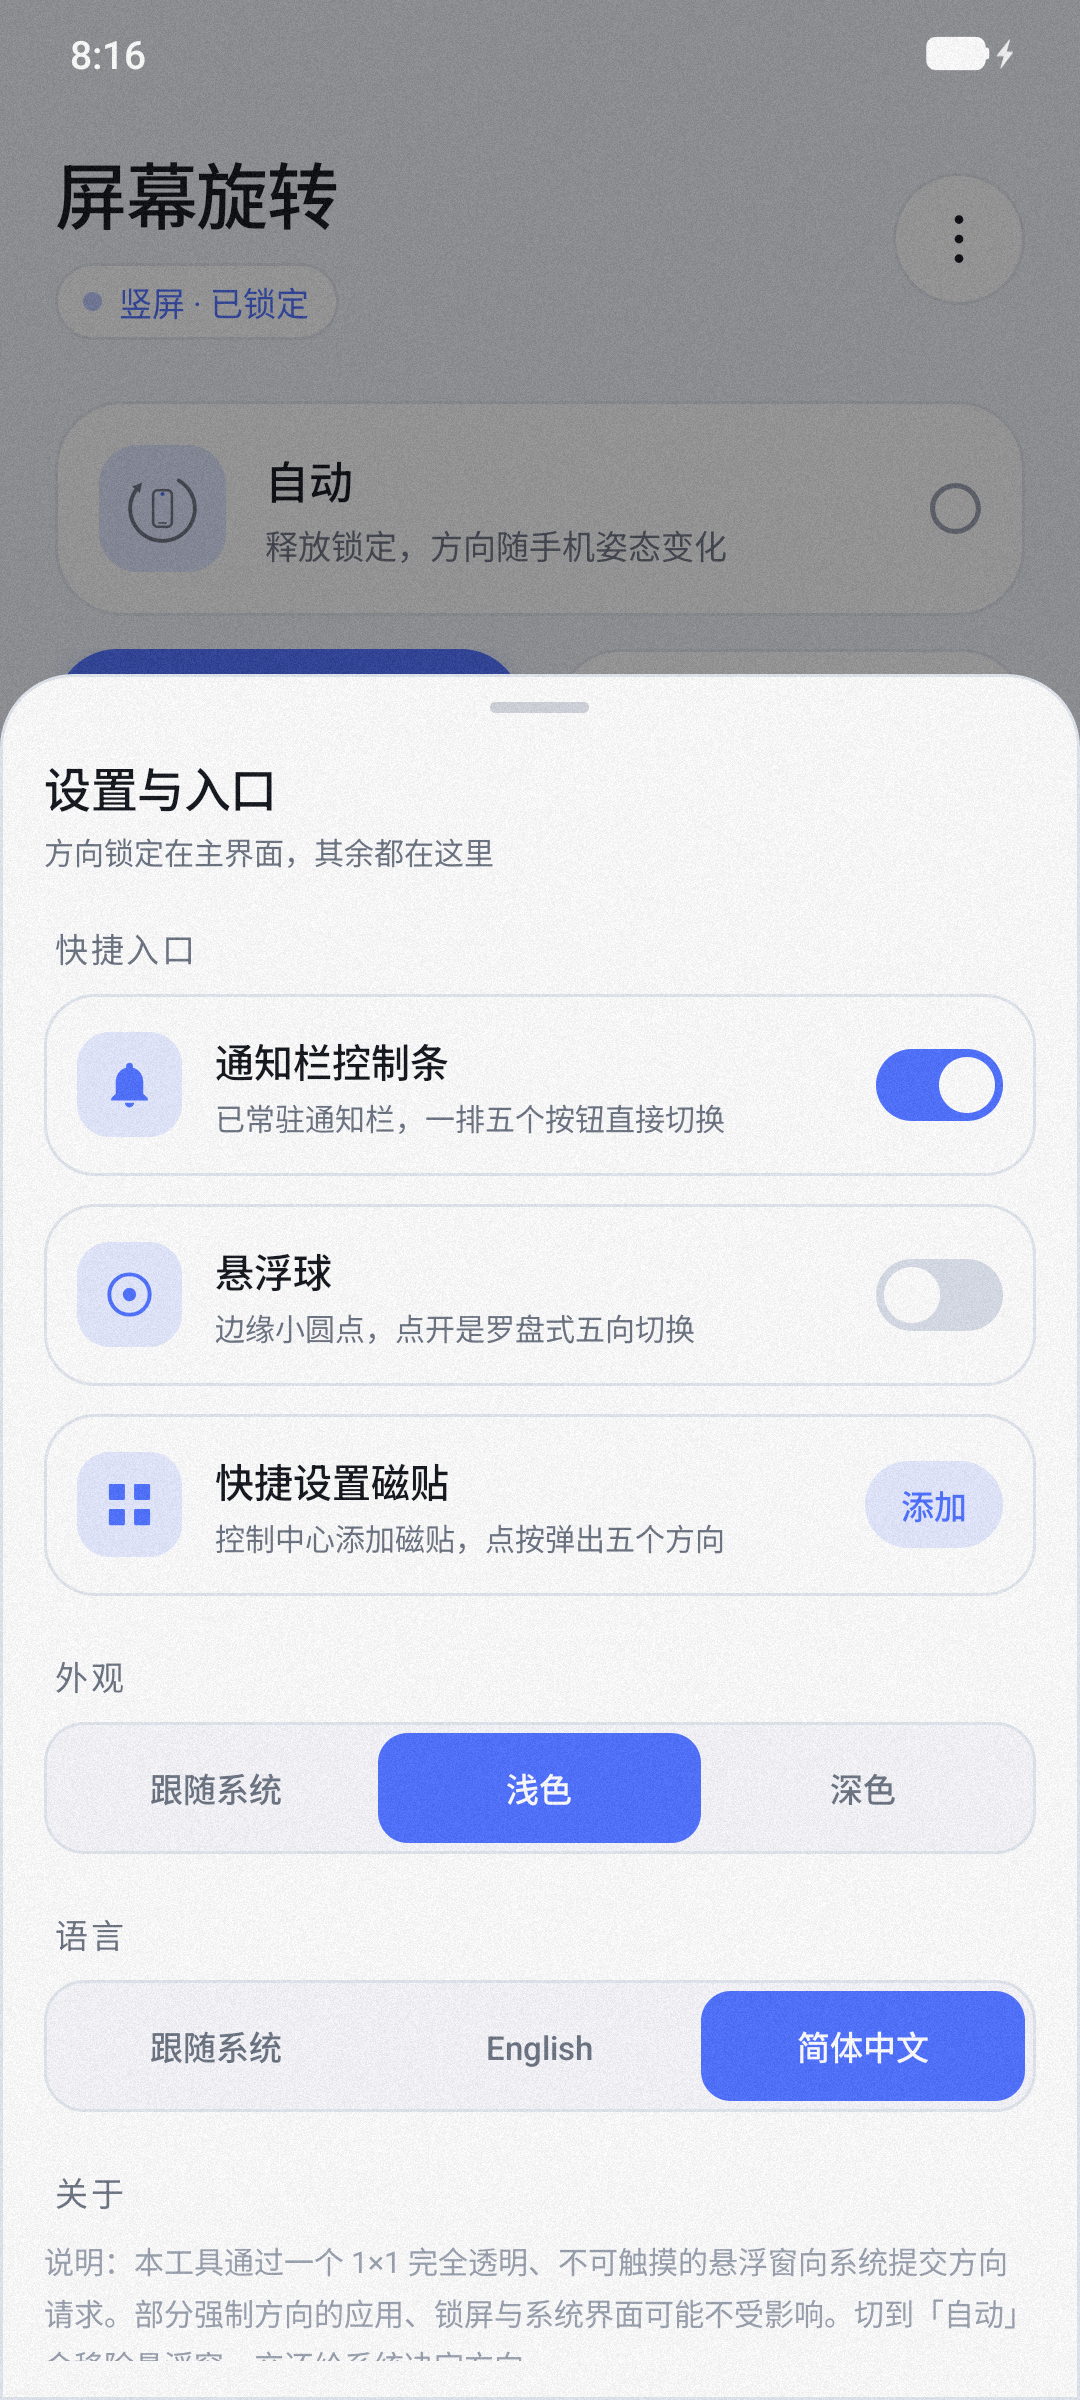 8:16
屏幕旋转
竖屏 · 已锁定
自动
释放锁定，方向随手机姿态变化
设置与入口
方向锁定在主界面，其余都在这里
快捷入口
通知栏控制条
已常驻通知栏，一排五个按钮直接切换
悬浮球
边缘小圆点，点开是罗盘式五向切换
快捷设置磁贴
控制中心添加磁贴，点按弹出五个方向
添加
外观
跟随系统
浅色
深色
语言
跟随系统
English
简体中文
关于
说明：本工具通过一个 1×1 完全透明、不可触摸的悬浮窗向系统提交方向
请求。部分强制方向的应用、锁屏与系统界面可能不受影响。切到「自动」